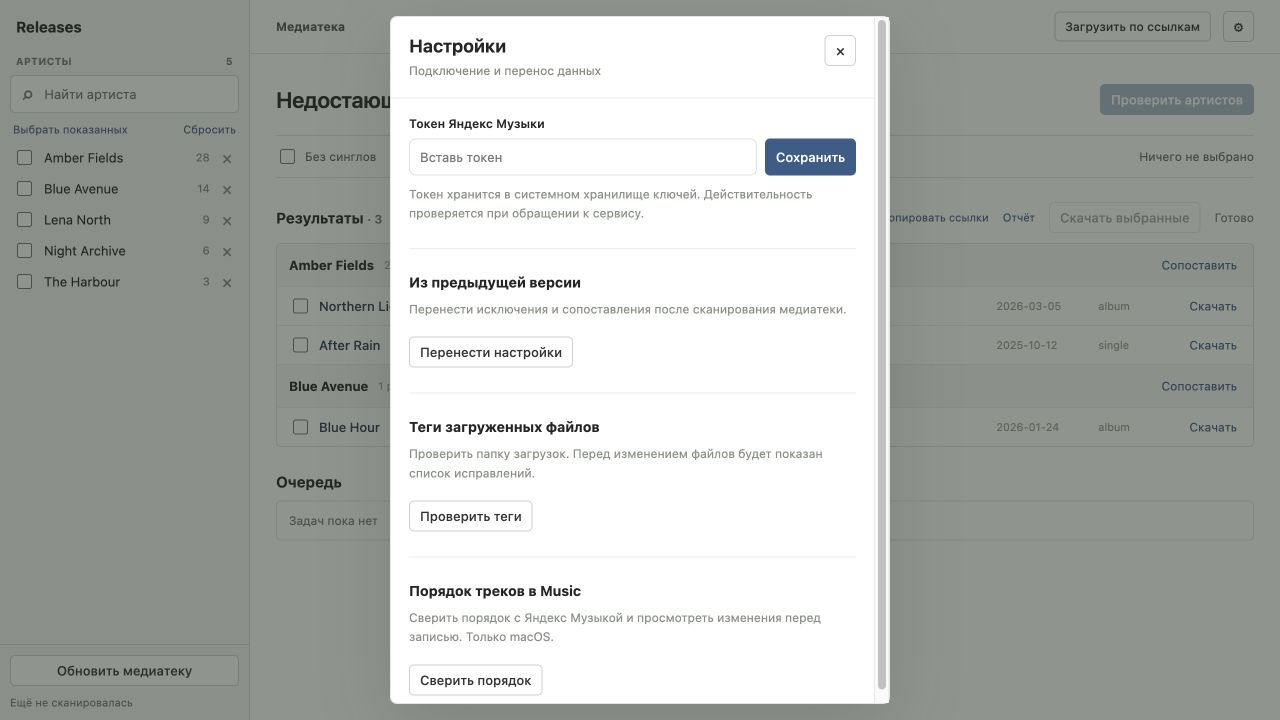 Releases
АРТИСТЫ 5
Найти артиста
Выбрать показанных Сбросить
Amber Fields 28
Blue Avenue 14
Lena North 9
Night Archive 6
The Harbour 3
Обновить медиатеку
Ещё не сканировалась
Медиатека
Загрузить по ссылкам
Проверить артистов
Без синглов
Ничего не выбрано
Результаты · 3
ссылки Отчёт Скачать выбранные Готово
Amber Fields 2 Сопоставить
Northern 2026-03-05 album Скачать
After Rain 2025-10-12 single Скачать
Blue Avenue 1 Сопоставить
Blue Hour 2026-01-24 album Скачать
Очередь
Задач пока нет
Настройки
Подключение и перенос данных
Токен Яндекс Музыки
Вставь токен Сохранить
Токен хранится в системном хранилище ключей. Действительность
проверяется при обращении к сервису.
Из предыдущей версии
Перенести исключения и сопоставления после сканирования медиатеки.
Перенести настройки
Теги загруженных файлов
Проверить папку загрузок. Перед изменением файлов будет показан
список исправлений.
Проверить теги
Порядок треков в Music
Сверить порядок с Яндекс Музыкой и просмотреть изменения перед
записью. Только macOS.
Сверить порядок